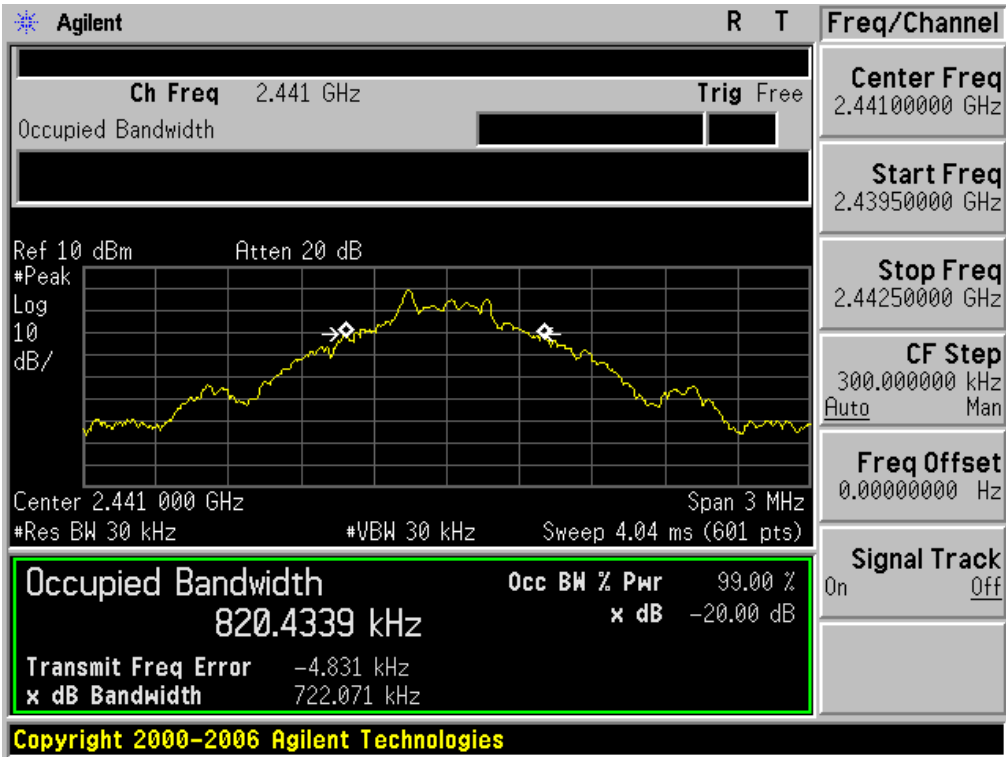 Agilent R T Freq/Channel
Ch Freq 2.441 GHz Trig Free
Occupied Bandwidth
Center Freq
2.44100000 GHz
Start Freq
2.43950000 GHz
Stop Freq
2.44250000 GHz
CF Step
300.000000 kHz
Auto Man
Freq Offset
0.00000000 Hz
Signal Track
On Off
Ref 10 dBm Atten 20 dB
#Peak
Log
10
dB/
Center 2.441 000 GHz Span 3 MHz
#Res BW 30 kHz #VBW 30 kHz Sweep 4.04 ms (601 pts)
Occupied Bandwidth Occ BW % Pwr 99.00 %
820.4339 kHz x dB -20.00 dB
Transmit Freq Error -4.831 kHz
x dB Bandwidth 722.071 kHz
Copyright 2000-2006 Agilent Technologies